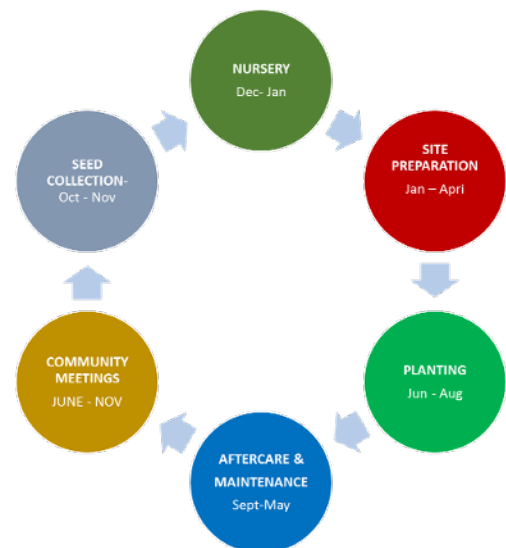 NURSERY
Dec- Jan
SITE
PREPARATION
Jan – Apri
PLANTING
Jun - Aug
AFTERCARE &
MAINTENANCE
Sept-May
COMMUNITY
MEETINGS
JUNE - NOV
SEED
COLLECTION-
Oct - Nov